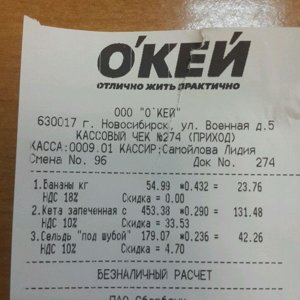 О'КЕЙ
ОТЛИЧНО ЖИТЬ ПРАКТИЧНО
ООО "О`КЕЙ"
630017 г. Новосибирск, ул. Военная д.5
КАССОВЫЙ ЧЕК №274 (ПРИХОД)
КАССА:0009.01 КАССИР:Самойлова Лидия
Смена No. 96 Док No. 274
1.Бананы кг 54.99 *0.432 = 23.76
НДС 18% Скидка = 0.00
2.Кета запеченная с 453.38 *0.290 = 131.48
НДС 10% Скидка = 33.53
3.Сельдь "под шубой" 179.07 *0.236 = 42.26
НДС 10% Скидка = 4.70
БЕЗНАЛИЧНЫЙ РАСЧЕТ
ПАО Сбербанк